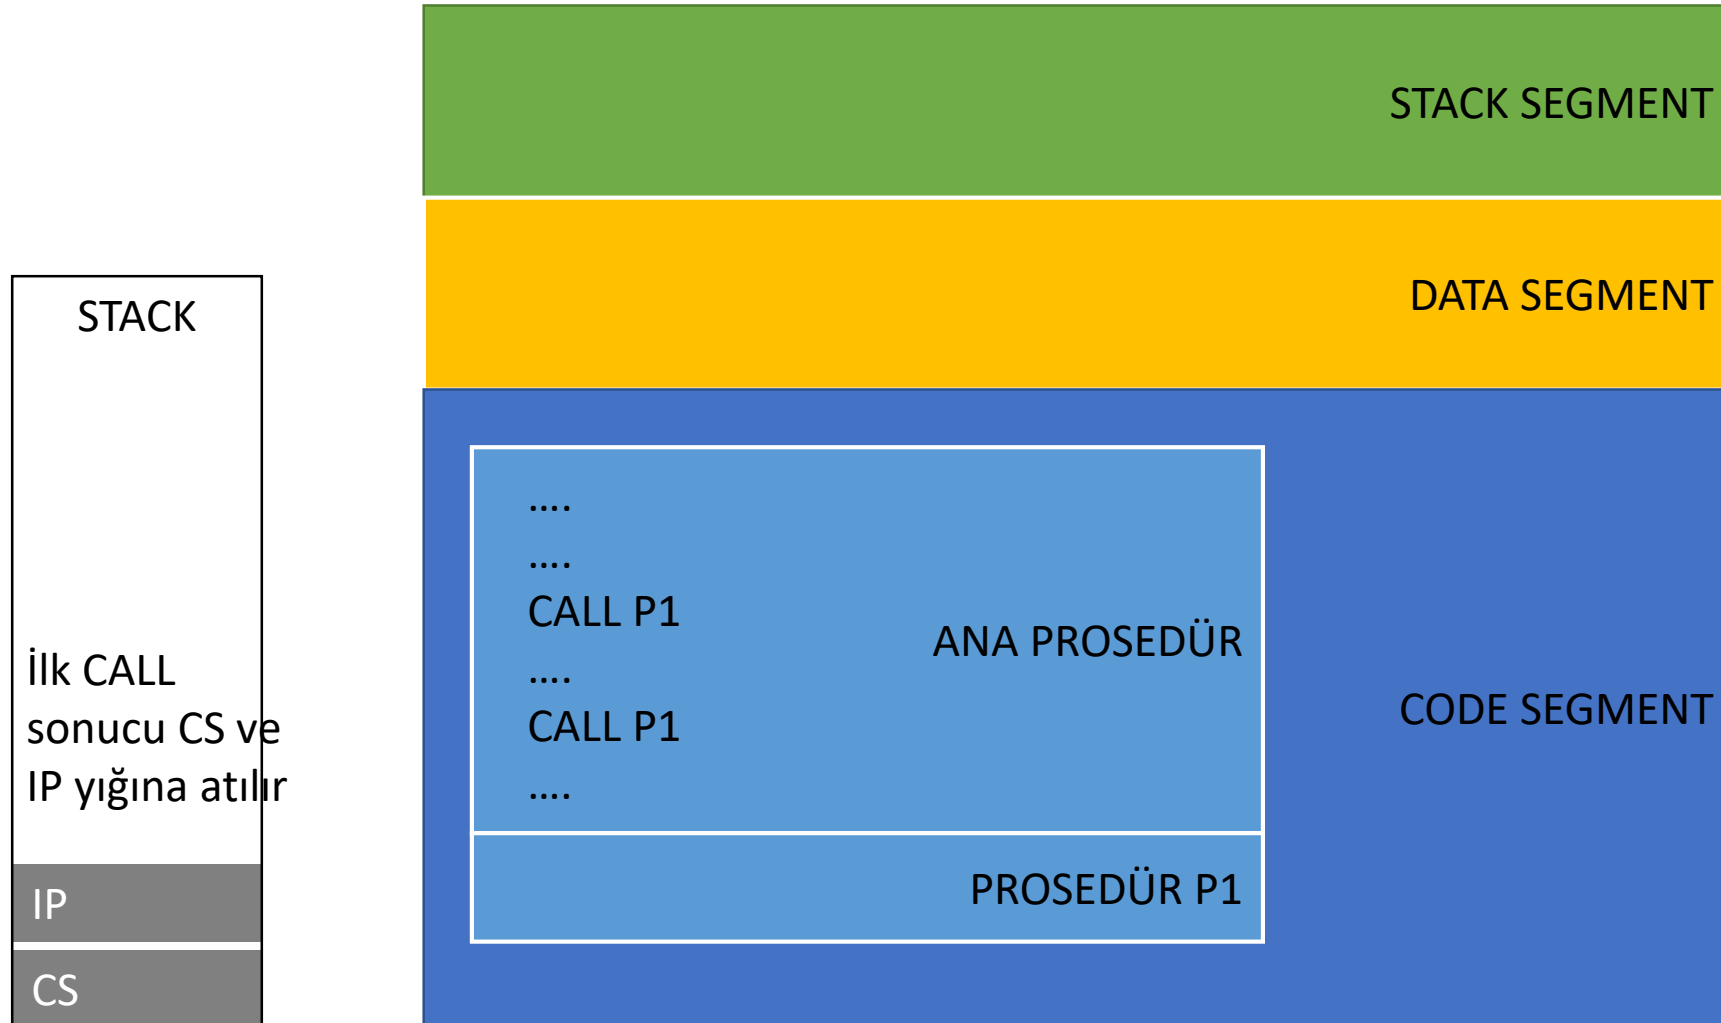 STACK SEGMENT
DATA SEGMENT
STACK
İlk CALL
sonucu CS ve
IP yığına atılır
IP
CS
....
....
CALL P1
....
CALL P1
....
ANA PROSEDÜR
PROSEDÜR P1
CODE SEGMENT